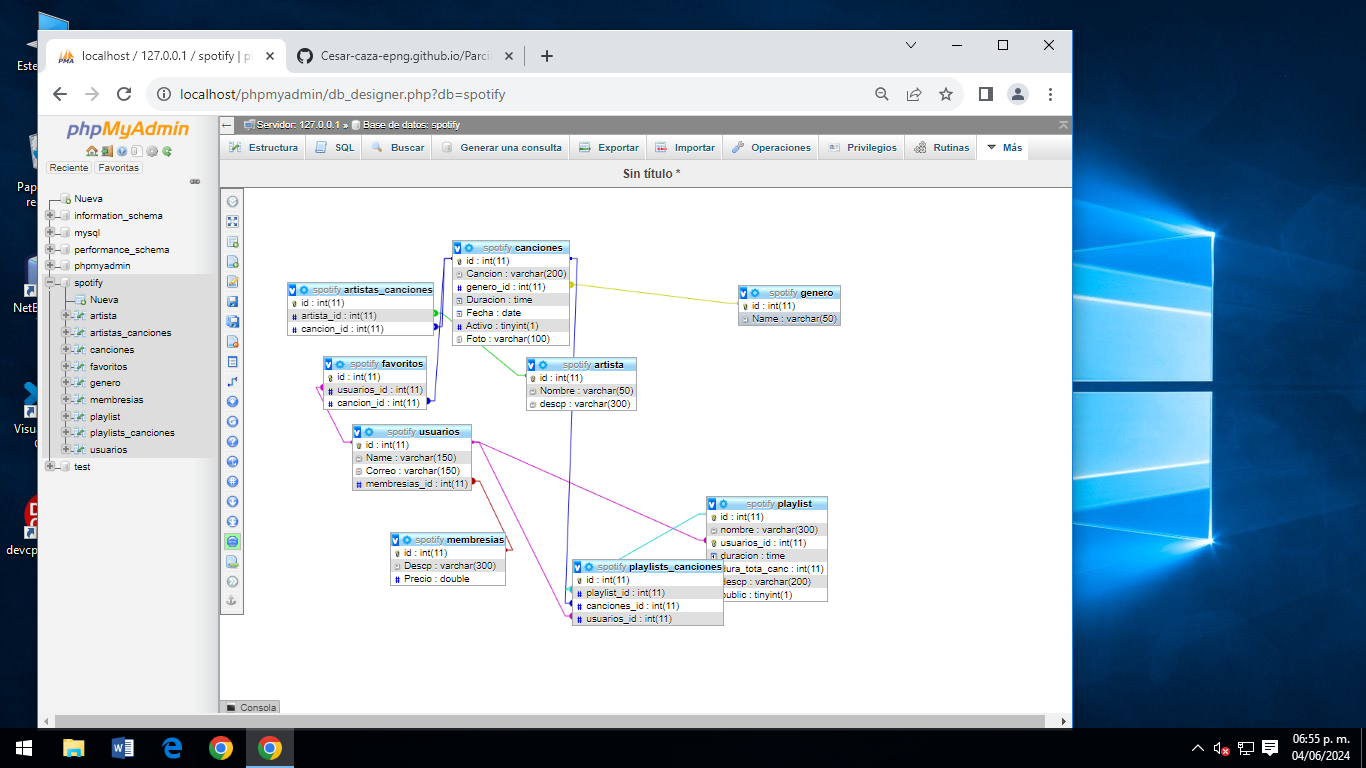 Este
Pap
re
NetB
Visu
C
devcp
localhost / 127.0.0.1 / spotify | p
Cesar-caza-epng.github.io/Parci
localhost/phpmyadmin/db_designer.php?db=spotify
phpMyAdmin
Reciente
Favoritas
Nueva
information_schema
mysql
performance_schema
phpmyadmin
spotify
Nueva
artista
artistas_canciones
canciones
favoritos
genero
membresias
playlist
playlists_canciones
usuarios
test
Servidor: 127.0.0.1 » Base de datos: spotify
Estructura
SQL
Buscar
Generar una consulta
Exportar
Importar
Operaciones
Privilegios
Rutinas
Más
Sin título *
spotify canciones
id : int(11)
Cancion : varchar(200)
genero_id : int(11)
Duracion : time
Fecha : date
Activo : tinyint(1)
Foto : varchar(100)
spotify artistas_canciones
id : int(11)
artista_id : int(11)
cancion_id : int(11)
spotify genero
id : int(11)
Name : varchar(50)
spotify favoritos
id : int(11)
usuarios_id : int(11)
cancion_id : int(11)
spotify artista
id : int(11)
Nombre : varchar(50)
descp : varchar(300)
spotify usuarios
id : int(11)
Name : varchar(150)
Correo : varchar(150)
membresias_id : int(11)
spotify playlist
id : int(11)
nombre : varchar(300)
usuarios_id : int(11)
duracion : time
dura_tota_canc : int(11)
descp : varchar(200)
public : tinyint(1)
spotify membresias
id : int(11)
Descp : varchar(300)
Precio : double
spotify playlists_canciones
id : int(11)
playlist_id : int(11)
canciones_id : int(11)
usuarios_id : int(11)
Consola
06:55 p. m.
04/06/2024